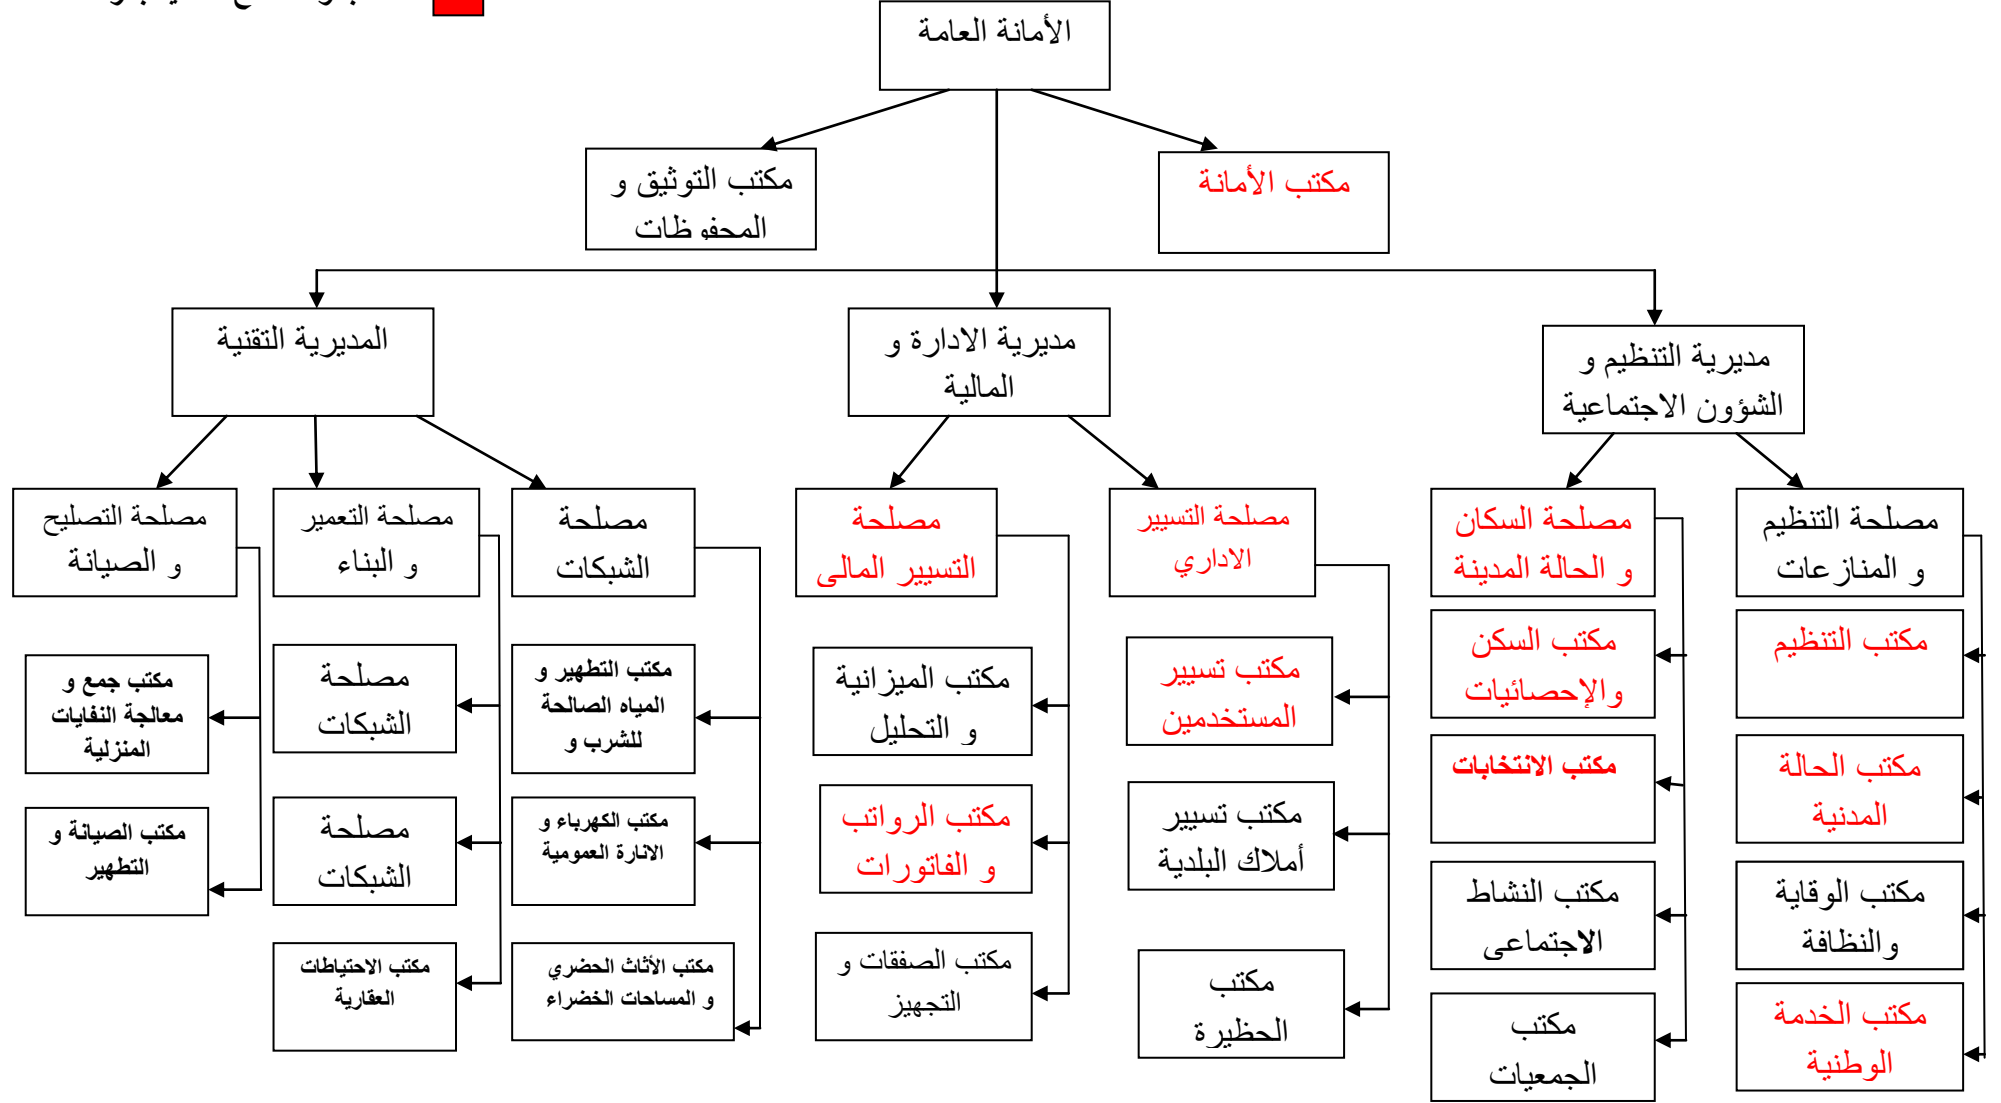 الأمانة العامة
مكتب الأمانة
مكتب التوثيق و
المحفوظات
مديرية التنظيم و
الشؤون الاجتماعية
مديرية الادارة و
المالية
المديرية التقنية
مصلحة التنظيم
و المنازعات
مصلحة السكان
و الحالة المدينة
مصلحة التسيير
الاداري
مصلحة
التسيير المالي
مصلحة
الشبكات
مصلحة التعمير
و البناء
مصلحة التصليح
و الصيانة
مكتب التنظيم
مكتب الحالة
المدنية
مكتب الوقاية
والنظافة
مكتب الخدمة
الوطنية
مكتب السكن
والإحصائيات
مكتب الانتخابات
مكتب النشاط
الاجتماعي
مكتب
الجمعيات
مكتب تسيير
المستخدمين
مكتب تسيير
أملاك البلدية
مكتب
الحظيرة
مكتب الميزانية
و التحليل
مكتب الرواتب
و الفاتورات
مكتب الصفقات و
التجهيز
مكتب التطهير و
المياه الصالحة
للشرب و
مكتب الكهرباء و
الانارة العمومية
مكتب الأثاث الحضري
و المساحات الخضراء
مصلحة
الشبكات
مصلحة
الشبكات
مكتب الاحتياطات
العقارية
مكتب جمع و
معالجة النفايات
المنزلية
مكتب الصيانة و
التطهير